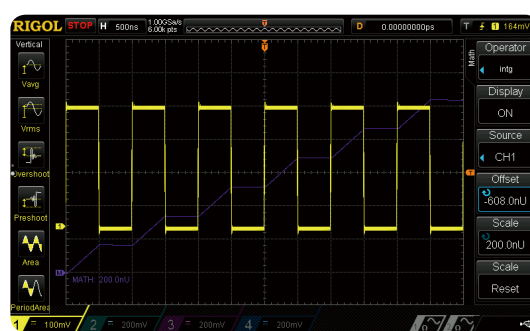 RIGOL STOP H 500ns 1.00GSa/s 6.00k pts D 0.00000000ps T 1 164mV
Vertical
Vavg
Vrms
Overshoot
Preshoot
Area
PeriodArea
T
T
1
M
MATH: 200.0nU
Math
Operator
intg
Display
ON
Source
CH1
Offset
-608.0nU
Scale
200.0nU
Scale
Reset
1 = 100mV 2 = 200mV 3 = 200mV 4 = 200mV